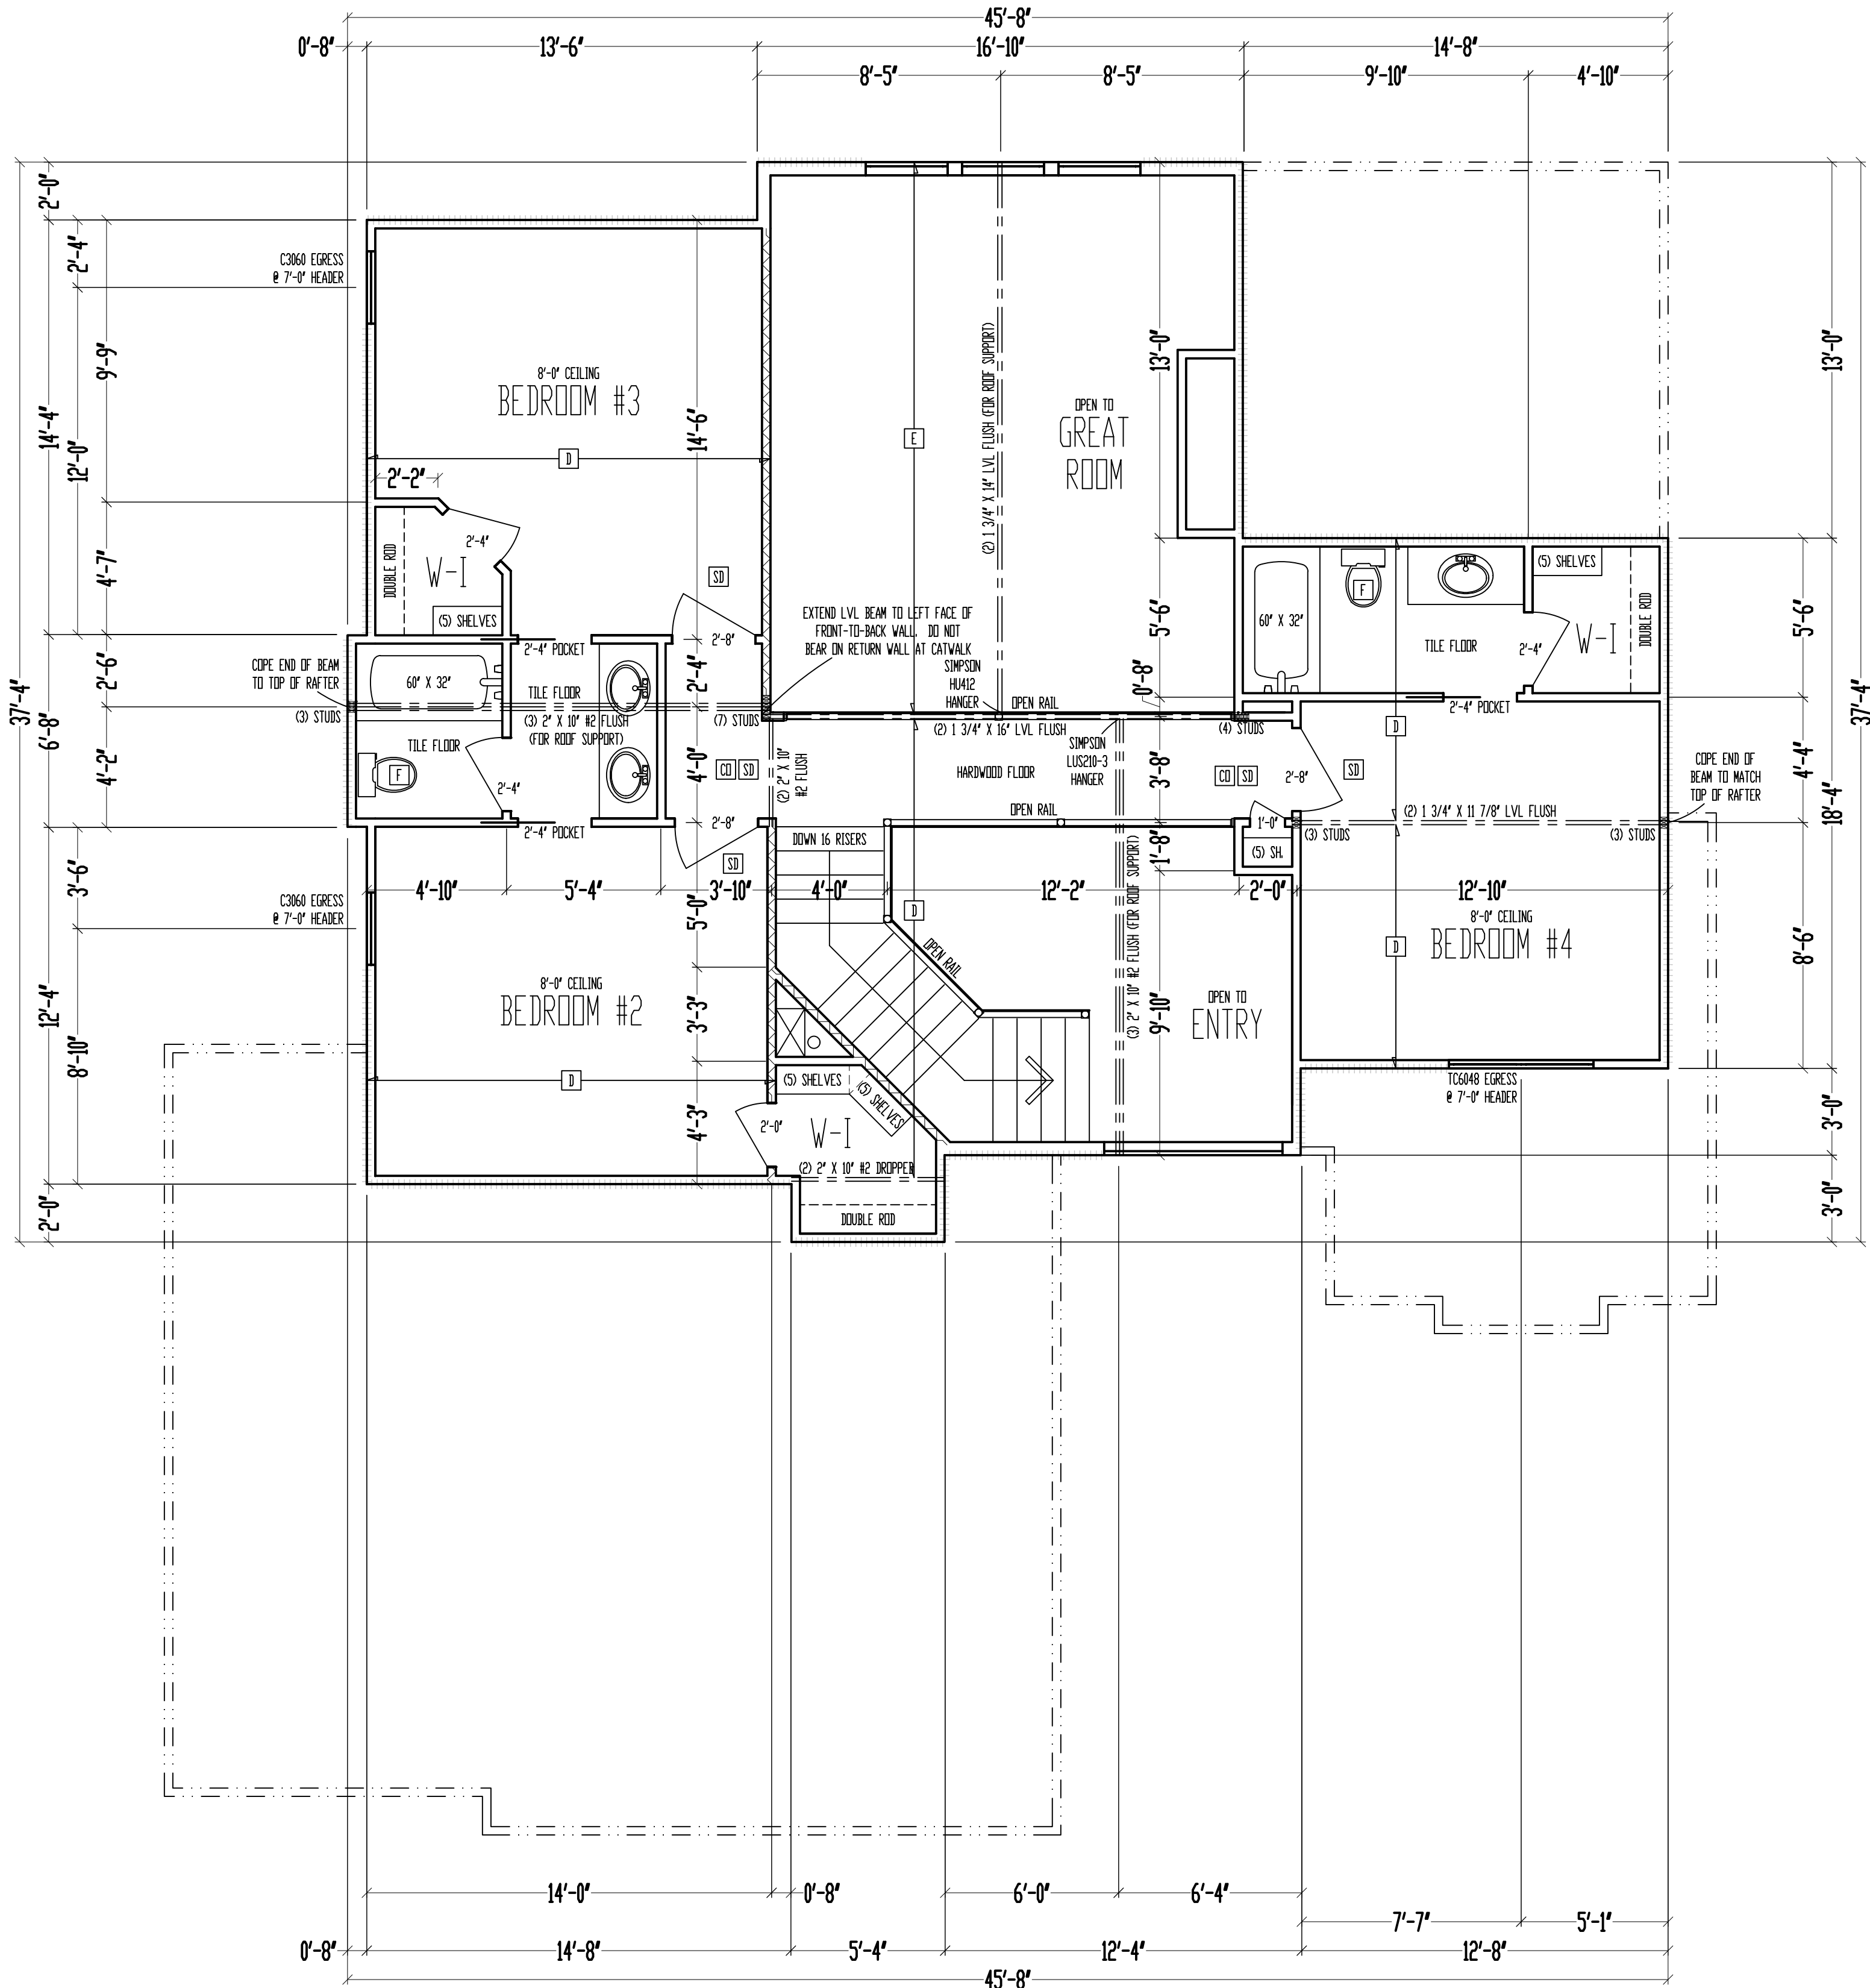 45'-8"
0'-8"
13'-6"
16'-10"
14'-8"
8'-5"
8'-5"
9'-10"
4'-10"
37'-4"
2'-0"
14'-4"
6'-8"
12'-4"
2'-0"
2'-4"
12'-0"
3'-6"
8'-10"
9'-9"
4'-7"
2'-6"
4'-2"
C3060 EGRESS
@ 7'-0" HEADER
8'-0" CEILING
BEDROOM #3
D
2'-2"
14'-6"
2'-4"
DOUBLE ROD
W-I
(5) SHELVES
SD
2'-8"
2'-4" POCKET
COPE END OF BEAM
TO TOP OF RAFTER
(3) STUDS
60" X 32"
TILE FLOOR
(3) 2" X 10" #2 FLUSH
(FOR ROOF SUPPORT)
2'-4"
(7) STUDS
TILE FLOOR
F
2'-4"
4'-0"
CO
SD
(2) 2" X 10"
#2 FLUSH
2'-4" POCKET
2'-8"
SD
E
OPEN TO
GREAT
ROOM
(2) 1 3/4" X 14" LVL FLUSH (FOR ROOF SUPPORT)
13'-0"
5'-6"
0'-8"
3'-8"
1'-8"
9'-10"
EXTEND LVL BEAM TO LEFT FACE OF
FRONT-TO-BACK WALL. DO NOT
BEAR ON RETURN WALL AT CATWALK
SIMPSON
HU412
HANGER
OPEN RAIL
(2) 1 3/4" X 16" LVL FLUSH
(4) STUDS
SIMPSON
LUS210-3
HANGER
HARDWOOD FLOOR
CO
SD
2'-8"
SD
OPEN RAIL
1'-0"
(5) SH.
60" X 32"
F
TILE FLOOR
(5) SHELVES
2'-4"
W-I
DOUBLE ROD
2'-4" POCKET
D
COPE END OF
BEAM TO MATCH
TOP OF RAFTER
(2) 1 3/4" X 11 7/8" LVL FLUSH
(3) STUDS
(3) STUDS
13'-0"
5'-6"
4'-4"
18'-4"
8'-6"
3'-0"
3'-0"
37'-4"
C3060 EGRESS
@ 7'-0" HEADER
4'-10"
5'-4"
3'-10"
4'-0"
12'-2"
2'-0"
12'-10"
DOWN 16 RISERS
D
5'-0"
3'-3"
4'-3"
8'-0" CEILING
BEDROOM #2
D
OPEN RAIL
(3) 2" X 10" #2 FLUSH (FOR ROOF SUPPORT)
OPEN TO
ENTRY
8'-0" CEILING
BEDROOM #4
D
(5) SHELVES
(5) SHELVES
2'-0"
W-I
(2) 2" X 10" #2 DROPPED
DOUBLE ROD
TC6048 EGRESS
@ 7'-0" HEADER
14'-0"
0'-8"
6'-0"
6'-4"
7'-7"
5'-1"
0'-8"
14'-8"
5'-4"
12'-4"
12'-8"
45'-8"